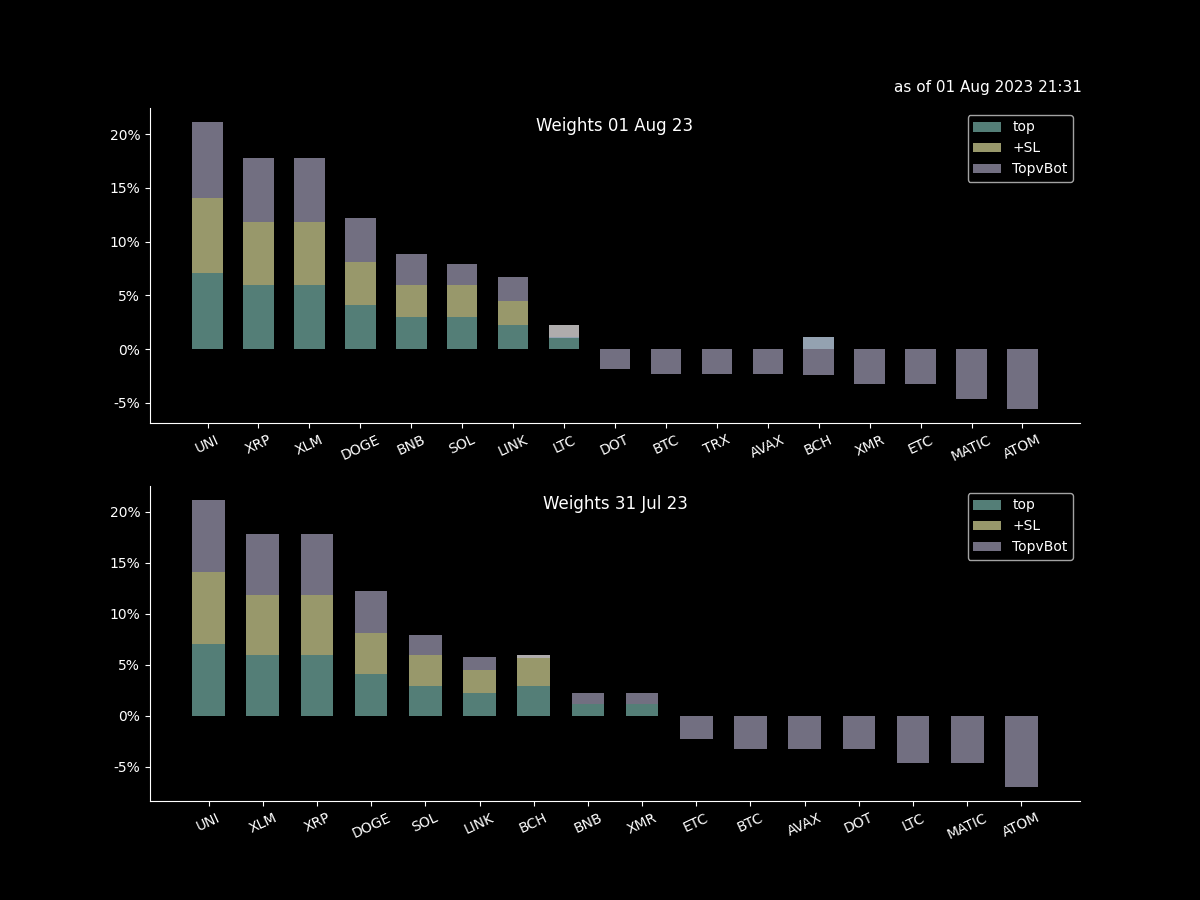 as of 01 Aug 2023 21:31
Weights 01 Aug 23
top
+SL
TopvBot
20%
15%
10%
5%
0%
-5%
UNI XRP XLM DOGE BNB SOL LINK LTC DOT BTC TRX AVAX BCH XMR ETC MATIC ATOM
Weights 31 Jul 23
top
+SL
TopvBot
20%
15%
10%
5%
0%
-5%
UNI XLM XRP DOGE SOL LINK BCH BNB XMR ETC BTC AVAX DOT LTC MATIC ATOM